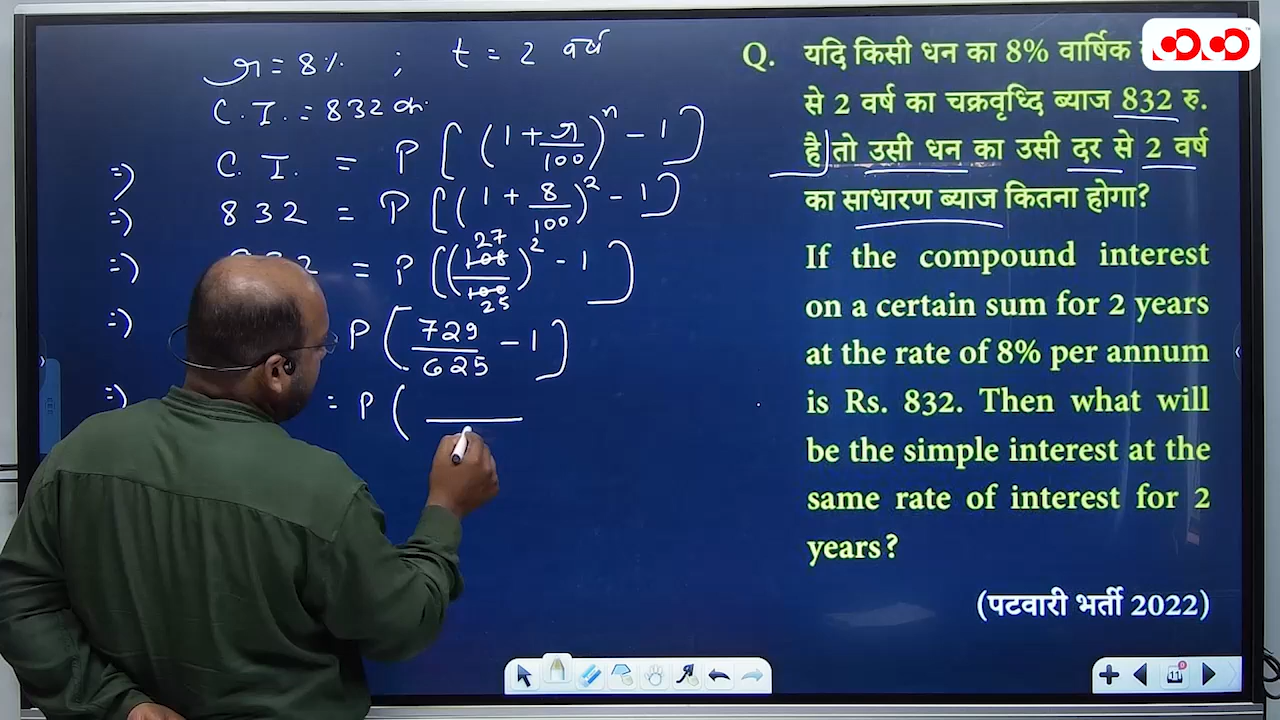 r = 8% ; t = 2 वर्ष
C.I. = 832 रु.
=) C.I. = P [ (1 + r/100)^n - 1 ]
=) 832 = P [ (1 + 8/100)^2 - 1 ]
=) = P [ (108/100)^2 - 1 ]
27
25
=) P ( 729/625 - 1 ]
=) = P (
Q. यदि किसी धन का 8% वार्षिक
से 2 वर्ष का चक्रवृध्दि ब्याज 832 रु.
है तो उसी धन का उसी दर से 2 वर्ष
का साधारण ब्याज कितना होगा?
If the compound interest
on a certain sum for 2 years
at the rate of 8% per annum
is Rs. 832. Then what will
be the simple interest at the
same rate of interest for 2
years?
(पटवारी भर्ती 2022)
11